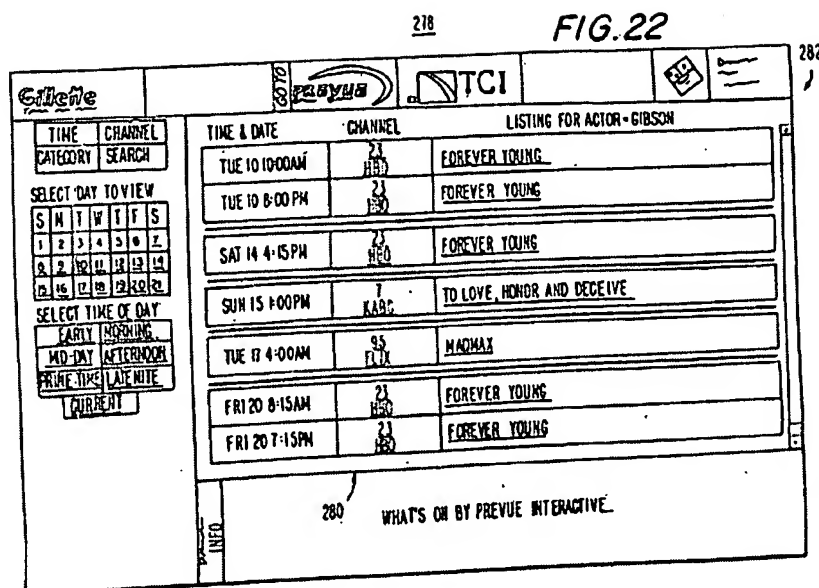 278 FIG.22
282
Gillette GO TO prevue TCI
TIME CHANNEL
CATEGORY SEARCH
SELECT DAY TO VIEW
S M T W T F S
1 2 3 4 5 6 7
8 9 10 11 12 13 14
15 16 17 18 19 20 21
SELECT TIME OF DAY
EARLY MORNING
MID-DAY AFTERNOON
PRIME TIME LATE NITE
CURRENT
TIME & DATE CHANNEL LISTING FOR ACTOR-GIBSON
TUE 10 10:00AM 23 HBO FOREVER YOUNG
TUE 10 8:00 PM 23 HBO FOREVER YOUNG
SAT 14 4:15PM 23 HBO FOREVER YOUNG
SUN 15 1:00PM 7 KABC TO LOVE, HONOR AND DECEIVE
TUE 17 4:00AM 95 FLIX MADMAX
FRI 20 8:15AM 23 HBO FOREVER YOUNG
FRI 20 7:15PM 23 HBO FOREVER YOUNG
280
INFO
WHAT'S ON BY PREVUE INTERACTIVE